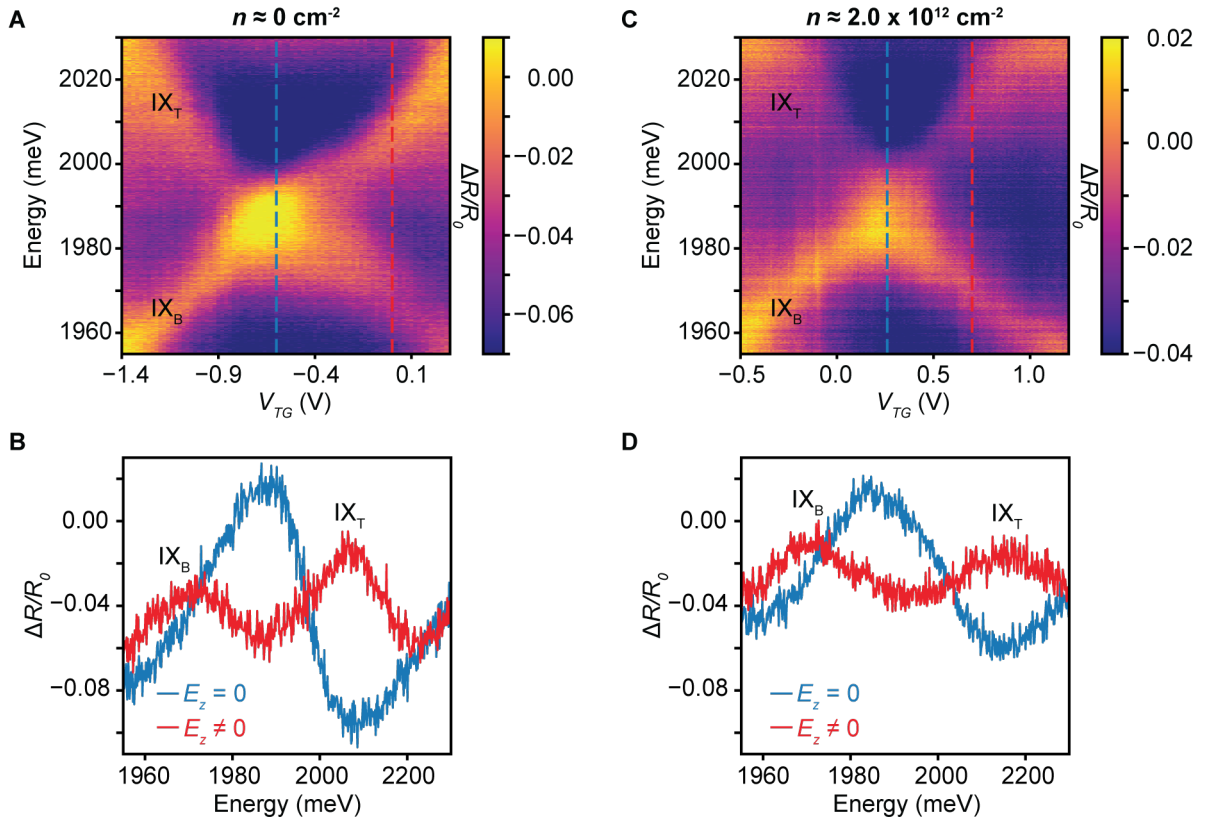 A
n ≈ 0 cm-2
2020
2000
1980
1960
Energy (meV)
IXT
IXB
-1.4
-0.9
-0.4
0.1
VTG (V)
0.00
−0.02
−0.04
−0.06
ΔR/R0
C
n ≈ 2.0 x 10¹² cm-2
2020
2000
1980
1960
Energy (meV)
IXT
IXB
−0.5
0.0
0.5
1.0
VTG (V)
0.02
0.00
−0.02
−0.04
ΔR/R0
B
0.00
−0.04
−0.08
ΔR/R0
IXB
IXT
Ez = 0
Ez ≠ 0
1960
1980
2000
2200
Energy (meV)
D
0.00
−0.04
−0.08
ΔR/R0
IXB
IXT
Ez = 0
Ez ≠ 0
1960
1980
2000
2200
Energy (meV)